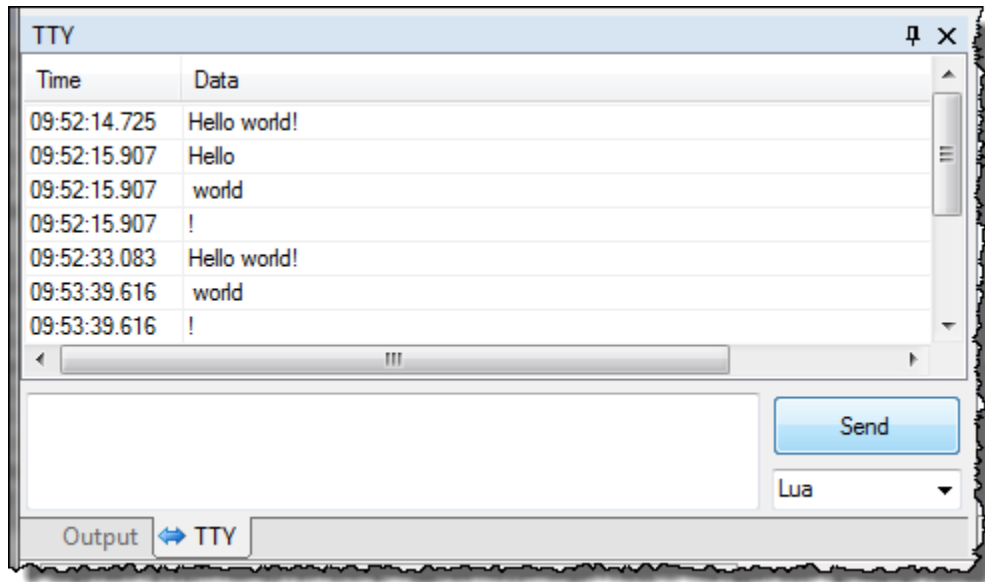 TTY
Time Data
09:52:14.725 Hello world!
09:52:15.907 Hello
09:52:15.907 world
09:52:15.907 !
09:52:33.083 Hello world!
09:53:39.616 world
09:53:39.616 !
Send
Lua
Output TTY